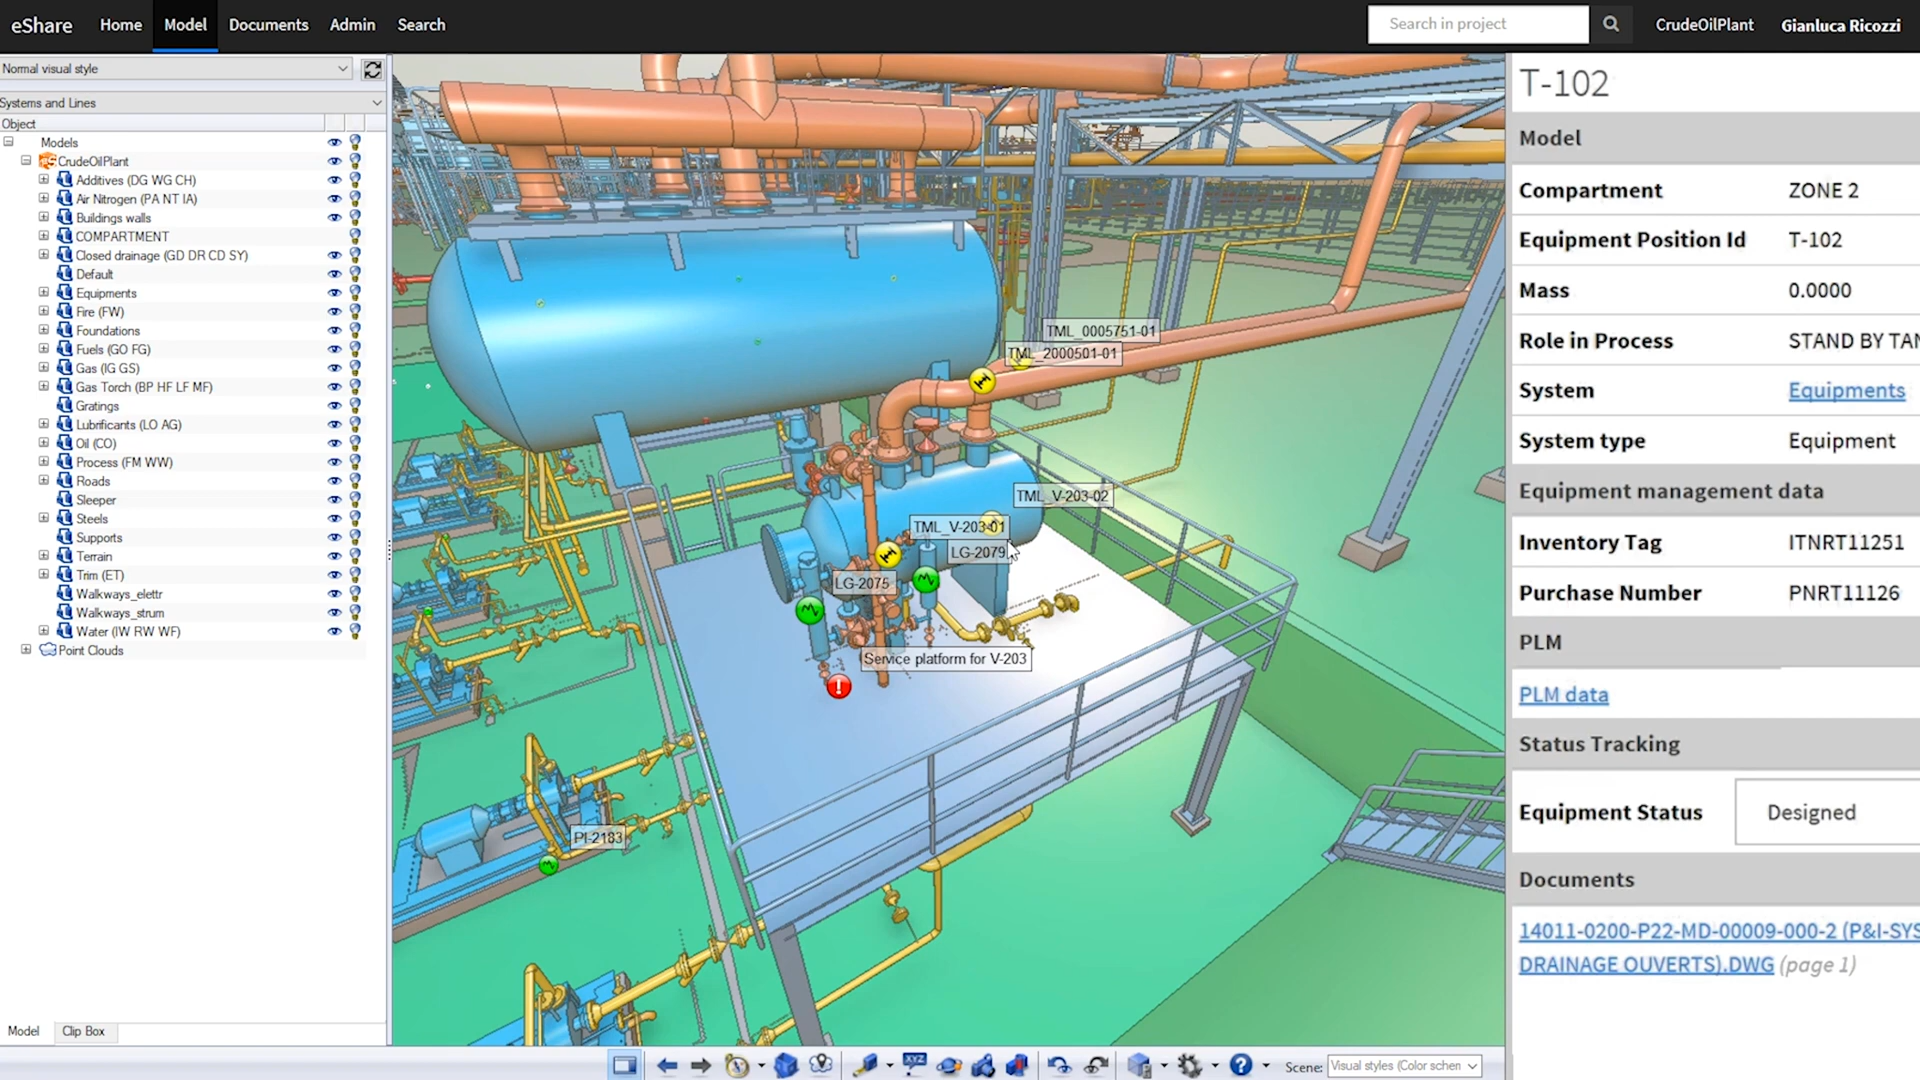 eShare
Home
Model
Documents
Admin
Search
Search in project
CrudeOilPlant
Gianluca Ricozzi
Normal visual style
Systems and Lines
Object
Models
CrudeOilPlant
Additives (DG WG CH)
Air Nitrogen (PA NT IA)
Buildings walls
COMPARTMENT
Closed drainage (GD DR CD SY)
Default
Equipments
Fire (FW)
Foundations
Fuels (GO FG)
Gas (IG GS)
Gas Torch (BP HF LF MF)
Gratings
Lubrificants (LO AG)
Oil (CO)
Process (FM WW)
Roads
Sleeper
Steels
Supports
Terrain
Trim (ET)
Walkways_elettr
Walkways_strum
Water (IW RW WF)
Point Clouds
Model
Clip Box
TML_0005751-01
TML_2000501-01
TML_V-203-02
TML_V-203-01
LG-2079
LG-2075
Service platform for V-203
PI-2183
XYZ
Scene:
Visual styles (Color schen
T-102
Model
Compartment ZONE 2
Equipment Position Id T-102
Mass 0.0000
Role in Process STAND BY TAN
System Equipments
System type Equipment
Equipment management data
Inventory Tag ITNRT11251
Purchase Number PNRT11126
PLM
PLM data
Status Tracking
Equipment Status Designed
Documents
14011-0200-P22-MD-00009-000-2 (P&I-SYS
DRAINAGE OUVERTS).DWG (page 1)